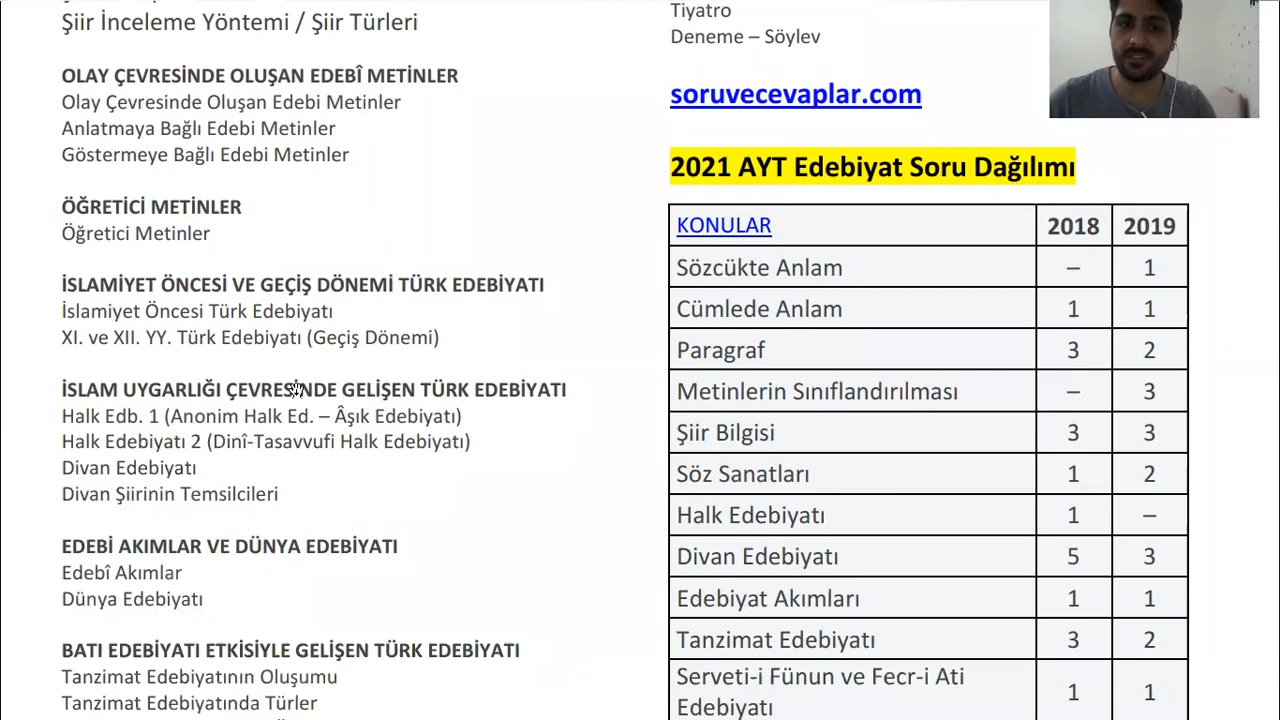 Şiir İnceleme Yöntemi / Şiir Türleri
OLAY ÇEVRESİNDE OLUŞAN EDEBÎ METİNLER
Olay Çevresinde Oluşan Edebi Metinler
Anlatmaya Bağlı Edebi Metinler
Göstermeye Bağlı Edebi Metinler
ÖĞRETİCİ METİNLER
Öğretici Metinler
İSLAMİYET ÖNCESİ VE GEÇİŞ DÖNEMİ TÜRK EDEBİYATI
İslamiyet Öncesi Türk Edebiyatı
XI. ve XII. YY. Türk Edebiyatı (Geçiş Dönemi)
İSLAM UYGARLIĞI ÇEVRESİNDE GELİŞEN TÜRK EDEBİYATI
Halk Edb. 1 (Anonim Halk Ed. – Âşık Edebiyatı)
Halk Edebiyatı 2 (Dinî-Tasavvufi Halk Edebiyatı)
Divan Edebiyatı
Divan Şiirinin Temsilcileri
EDEBİ AKIMLAR VE DÜNYA EDEBİYATI
Edebî Akımlar
Dünya Edebiyatı
BATI EDEBİYATI ETKİSİYLE GELİŞEN TÜRK EDEBİYATI
Tanzimat Edebiyatının Oluşumu
Tanzimat Edebiyatında Türler
Tiyatro
Deneme – Söylev
soruvecevaplar.com
2021 AYT Edebiyat Soru Dağılımı
KONULAR 2018 2019
Sözcükte Anlam – 1
Cümlede Anlam 1 1
Paragraf 3 2
Metinlerin Sınıflandırılması – 3
Şiir Bilgisi 3 3
Söz Sanatları 1 2
Halk Edebiyatı 1 –
Divan Edebiyatı 5 3
Edebiyat Akımları 1 1
Tanzimat Edebiyatı 3 2
Serveti-i Fünun ve Fecr-i Ati
Edebiyatı 1 1